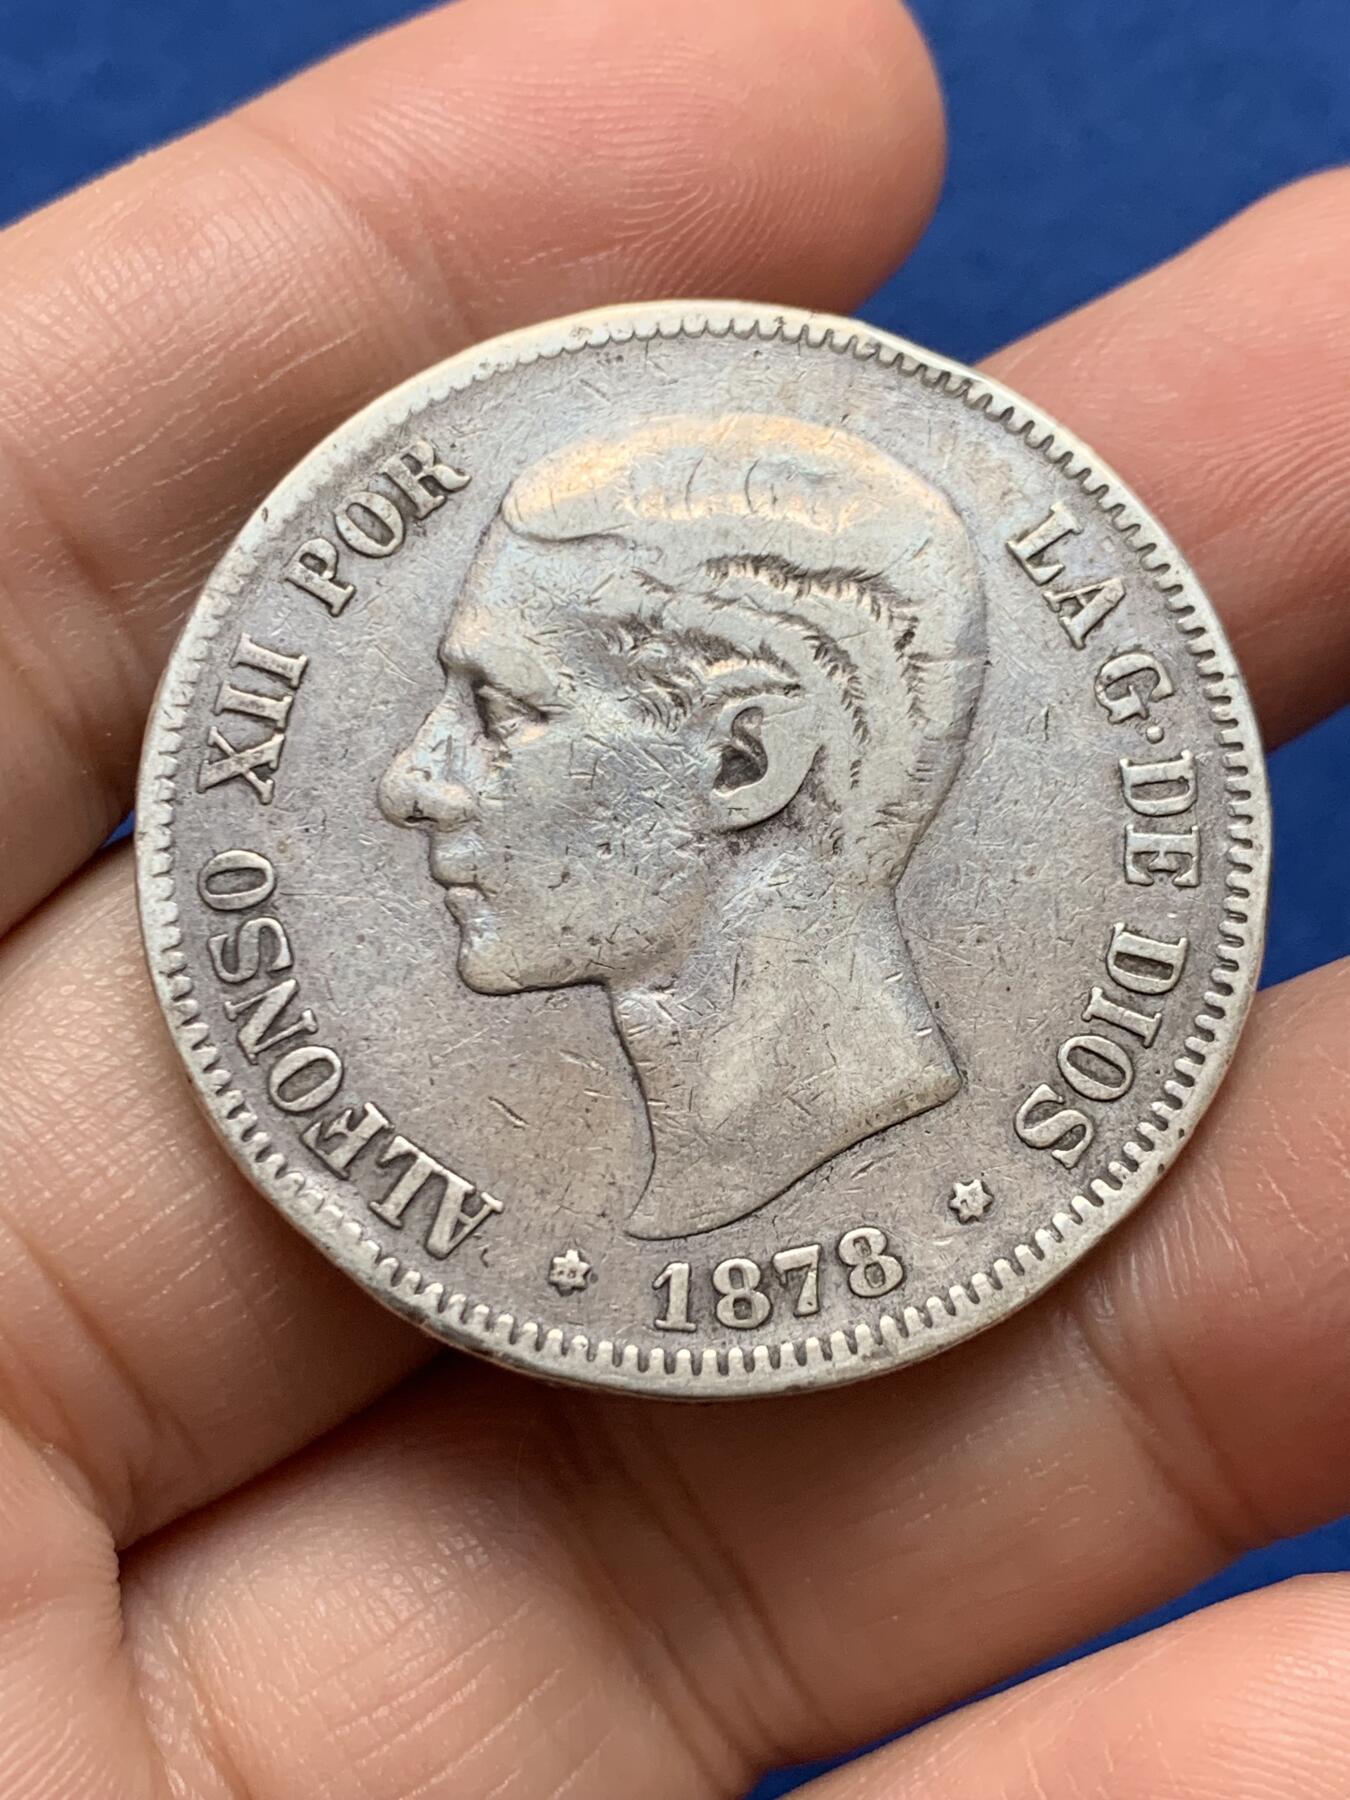 ALFONSO XII POR LA G·DE DIOS
1878